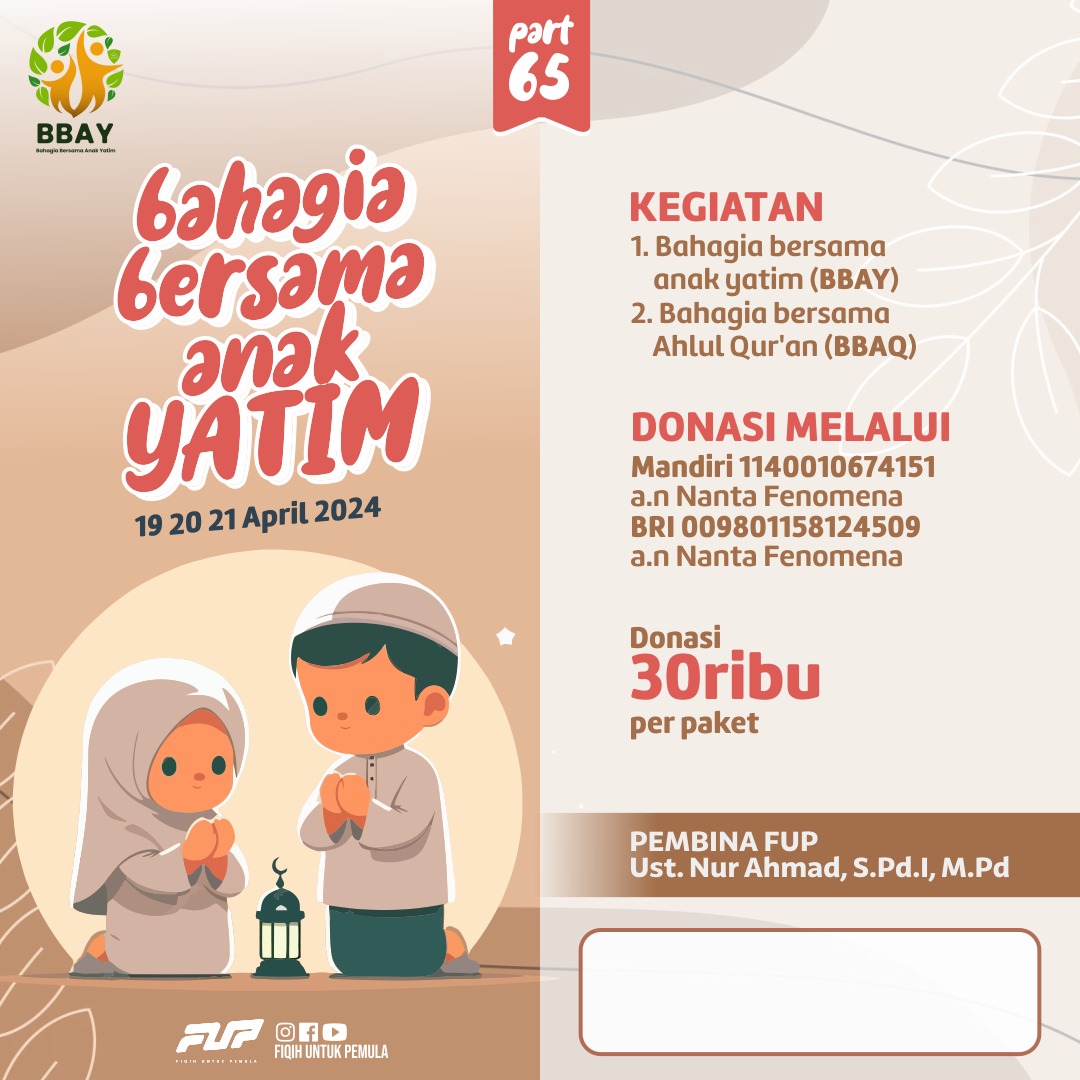 BBAY
Bahagia Bersama Anak Yatim
part
65
bahagia
bersama
anak
YATIM
19 20 21 April 2024
KEGIATAN
1. Bahagia bersama
anak yatim (BBAY)
2. Bahagia bersama
Ahlul Qur'an (BBAQ)
DONASI MELALUI
Mandiri 1140010674151
a.n Nanta Fenomena
BRI 009801158124509
a.n Nanta Fenomena
Donasi
30ribu
per paket
PEMBINA FUP
Ust. Nur Ahmad, S.Pd.I, M.Pd
FUP
FIQIH UNTUK PEMULA
FIQIH UNTUK PEMULA